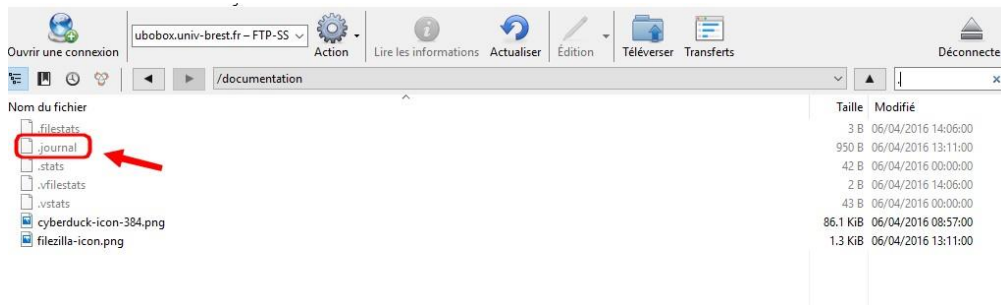 ubobox.univ-brest.fr – FTP-SS
Ouvrir une connexion Action Lire les informations Actualiser Édition Téléverser Transferts Déconnecte
/documentation .
Nom du fichier Taille Modifié
.filestats 3 B 06/04/2016 14:06:00
.journal 950 B 06/04/2016 13:11:00
.stats 42 B 06/04/2016 00:00:00
.vfilestats 2 B 06/04/2016 14:06:00
.vstats 43 B 06/04/2016 00:00:00
cyberduck-icon-384.png 86.1 KiB 06/04/2016 08:57:00
filezilla-icon.png 1.3 KiB 06/04/2016 13:11:00